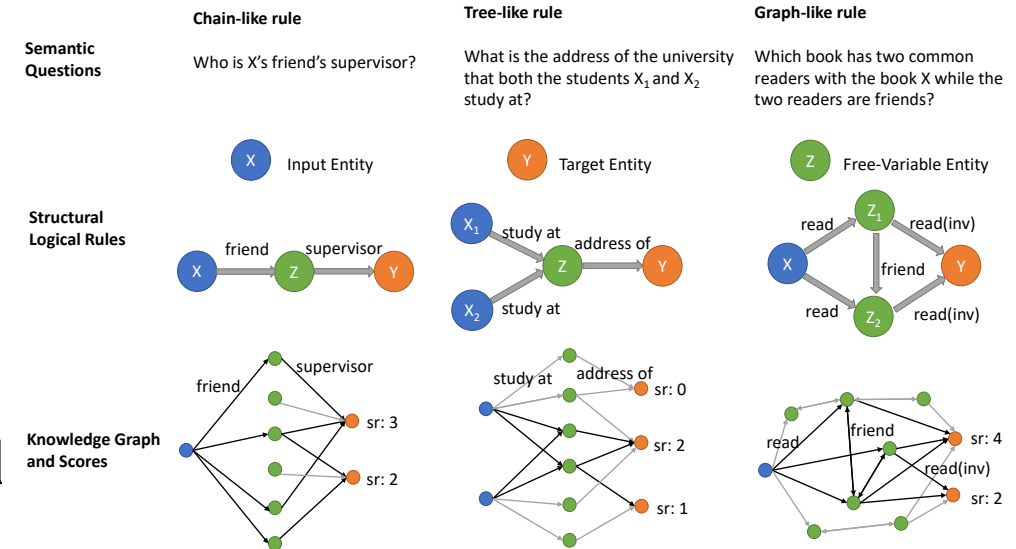 Chain-like rule
Tree-like rule
Graph-like rule
Semantic
Questions
Who is X's friend's supervisor?
What is the address of the university
that both the students X₁ and X₂
study at?
Which book has two common
readers with the book X while the
two readers are friends?
X Input Entity
Y Target Entity
Z Free-Variable Entity
Structural
Logical Rules
X friend Z supervisor Y
X₁ study at
Z address of Y
X₂ study at
read Z₁ read(inv)
X friend Y
read Z₂ read(inv)
Knowledge Graph
and Scores
friend supervisor
sr: 3
sr: 2
study at address of
sr: 0
sr: 2
sr: 1
read friend
sr: 4
read(inv)
sr: 2